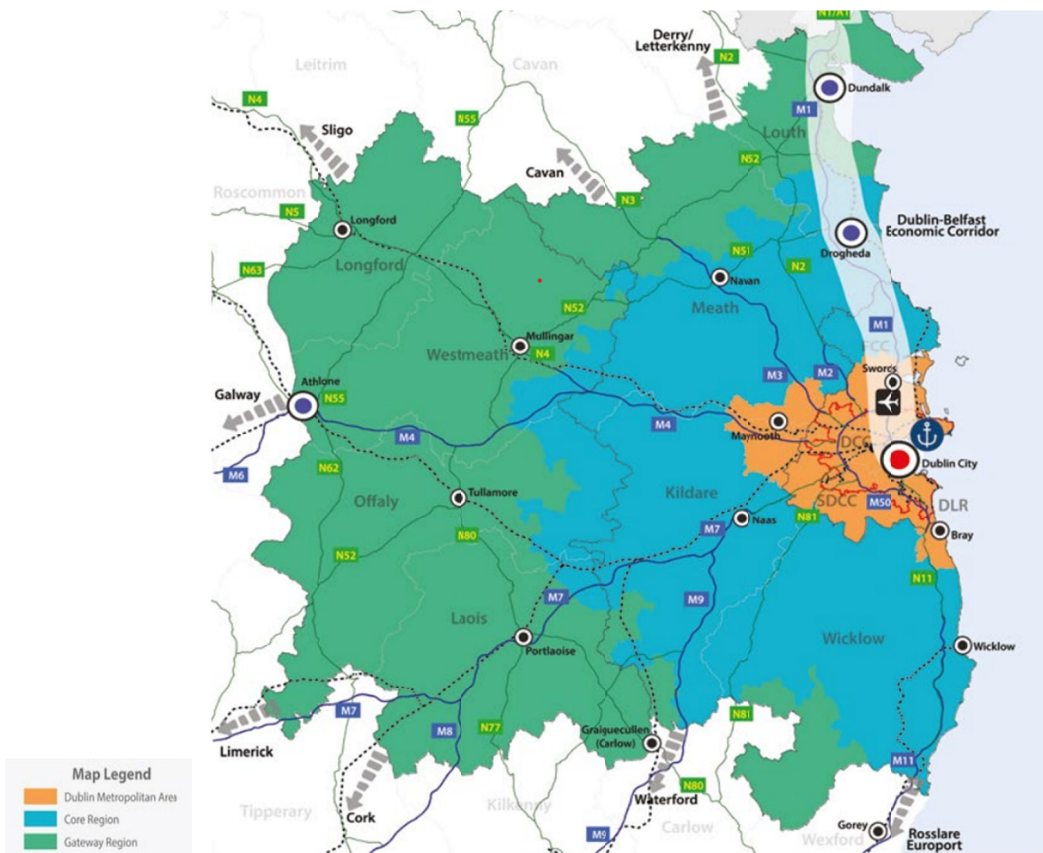 N1/A1
Derry/
Letterkenny
N2
Leitrim
Cavan
Dundalk
N4
M1
N55
Sligo
Louth
N52
Cavan
Roscommon
N3
N5
Longford
Dublin-Belfast
Economic Corridor
Drogheda
N51
N2
Longford
N63
Navan
Meath
N52
M1
FCC
Mullingar
N4
Westmeath
M3
M2
Swords
Athlone
Galway
N55
M4
M4
Maynooth
DCC
Dublin City
M6
N62
Tullamore
Offaly
Kildare
SDCC
M50
DLR
Naas
N81
M7
Bray
N80
N52
N11
M7
M9
Laois
Wicklow
Portlaoise
Wicklow
M7
M8
N77
N81
Graiguecullen
(Carlow)
Limerick
M11
N80
Waterford
Tipperary
Cork
Kilkenny
Carlow
M9
Gorey
Wexford
Rosslare
Europort
Map Legend
Dublin Metropolitan Area
Core Region
Gateway Region